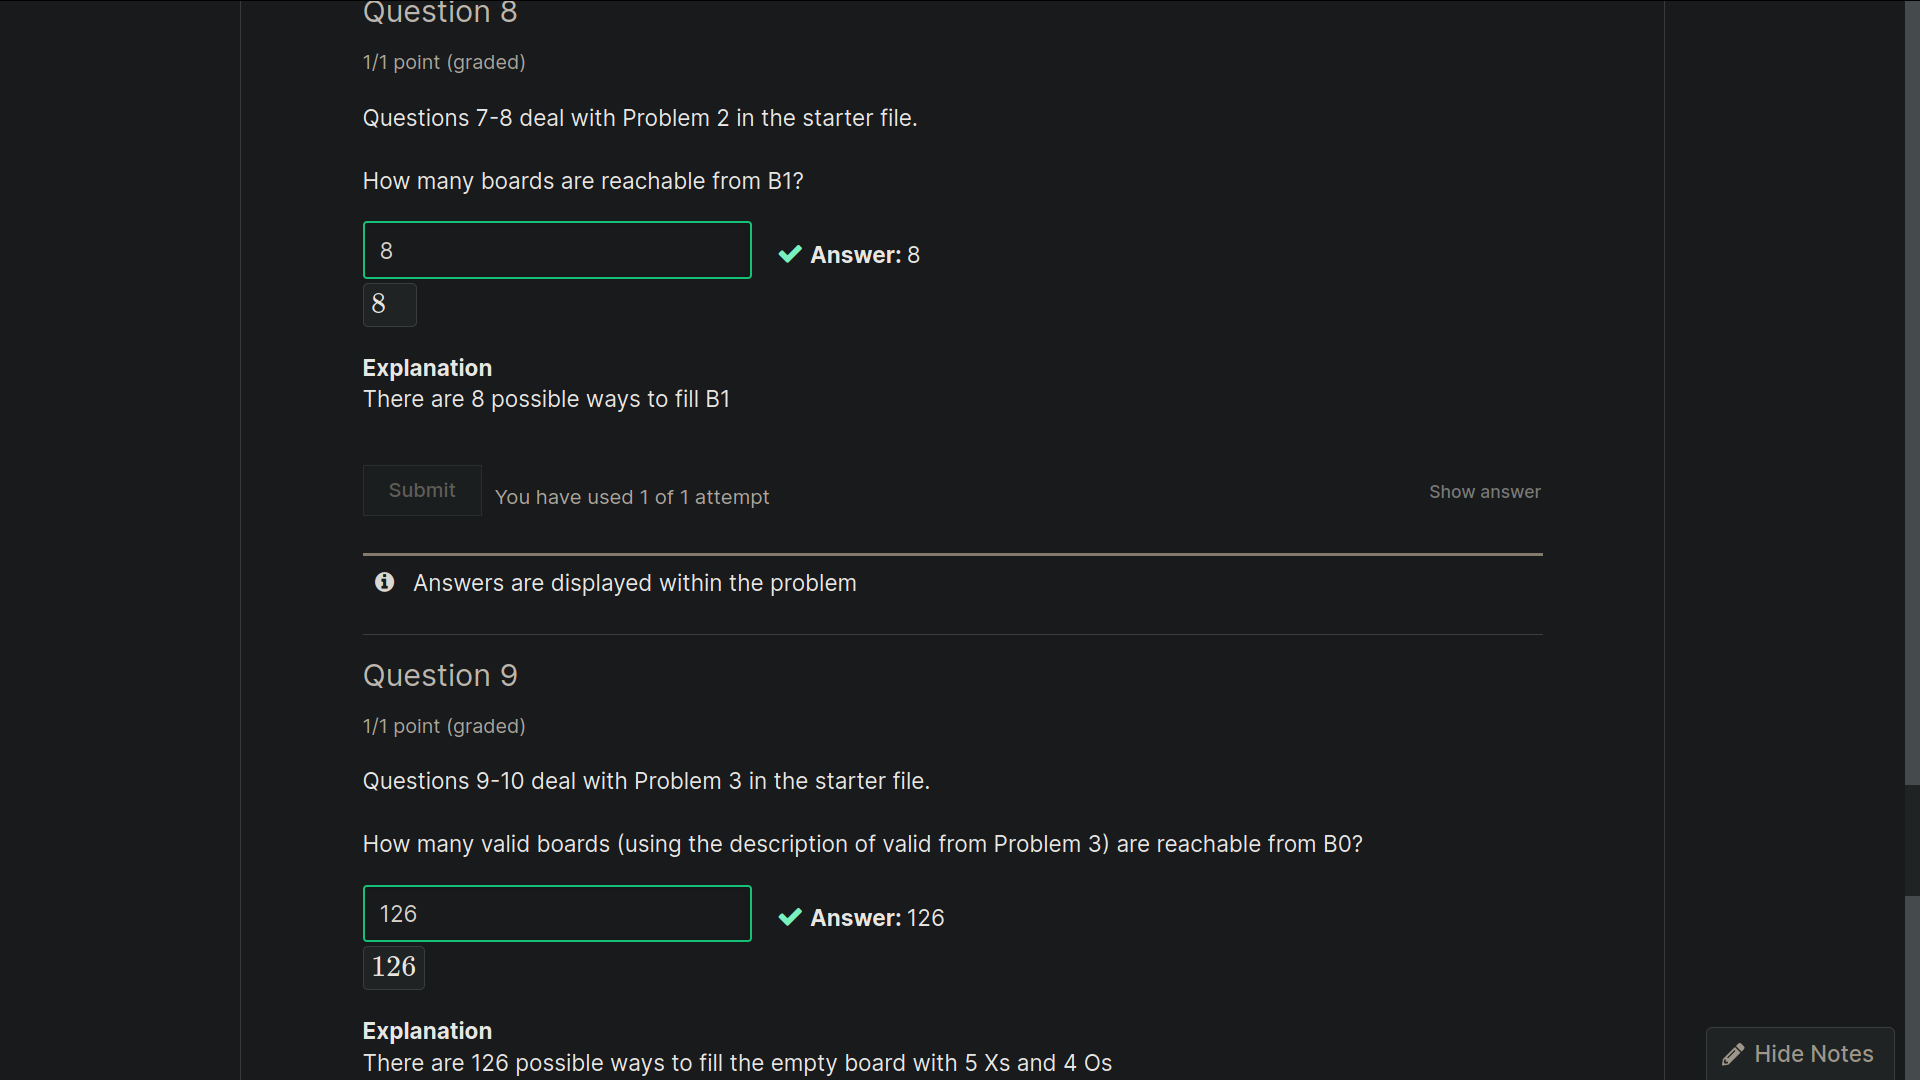 Question 8
1/1 point (graded)
Questions 7-8 deal with Problem 2 in the starter file.
How many boards are reachable from B1?
8
Answer: 8
8
Explanation
There are 8 possible ways to fill B1
Submit
You have used 1 of 1 attempt
Show answer
Answers are displayed within the problem
Question 9
1/1 point (graded)
Questions 9-10 deal with Problem 3 in the starter file.
How many valid boards (using the description of valid from Problem 3) are reachable from B0?
126
Answer: 126
126
Explanation
There are 126 possible ways to fill the empty board with 5 Xs and 4 Os
Hide Notes